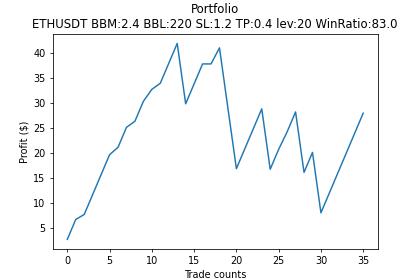 Portfolio
ETHUSDT BBM:2.4 BBL:220 SL:1.2 TP:0.4 lev:20 WinRatio:83.0
Profit ($)
40
35
30
25
20
15
10
5
0 5 10 15 20 25 30 35
Trade counts